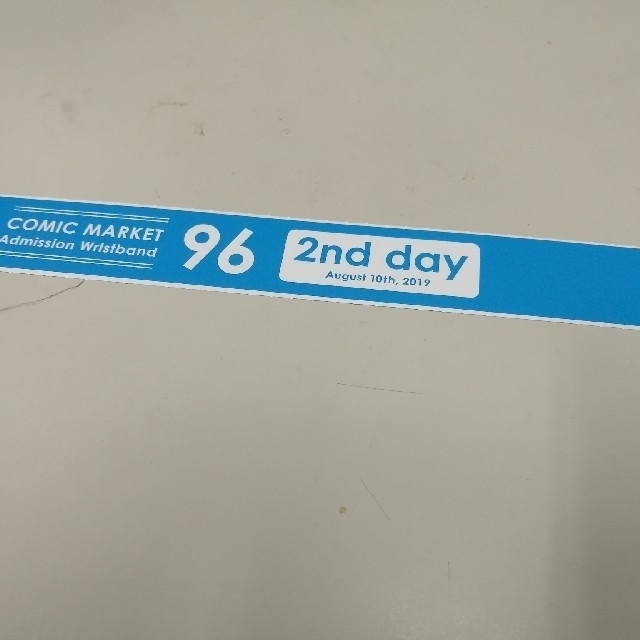 COMIC MARKET
Admission Wristband
96
2nd day
August 10th, 2019